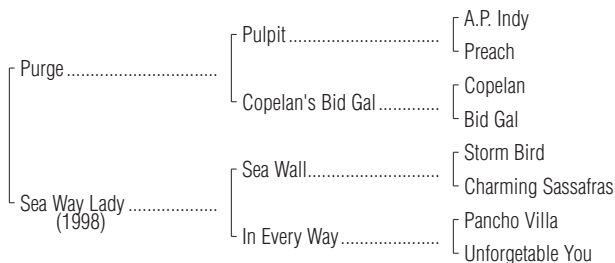 A.P. Indy
Pulpit
Preach
Purge
Copelan
Copelan's Bid Gal
Bid Gal
Storm Bird
Sea Wall
Charming Sassafras
Sea Way Lady
(1998)
Pancho Villa
In Every Way
Unforgetable You